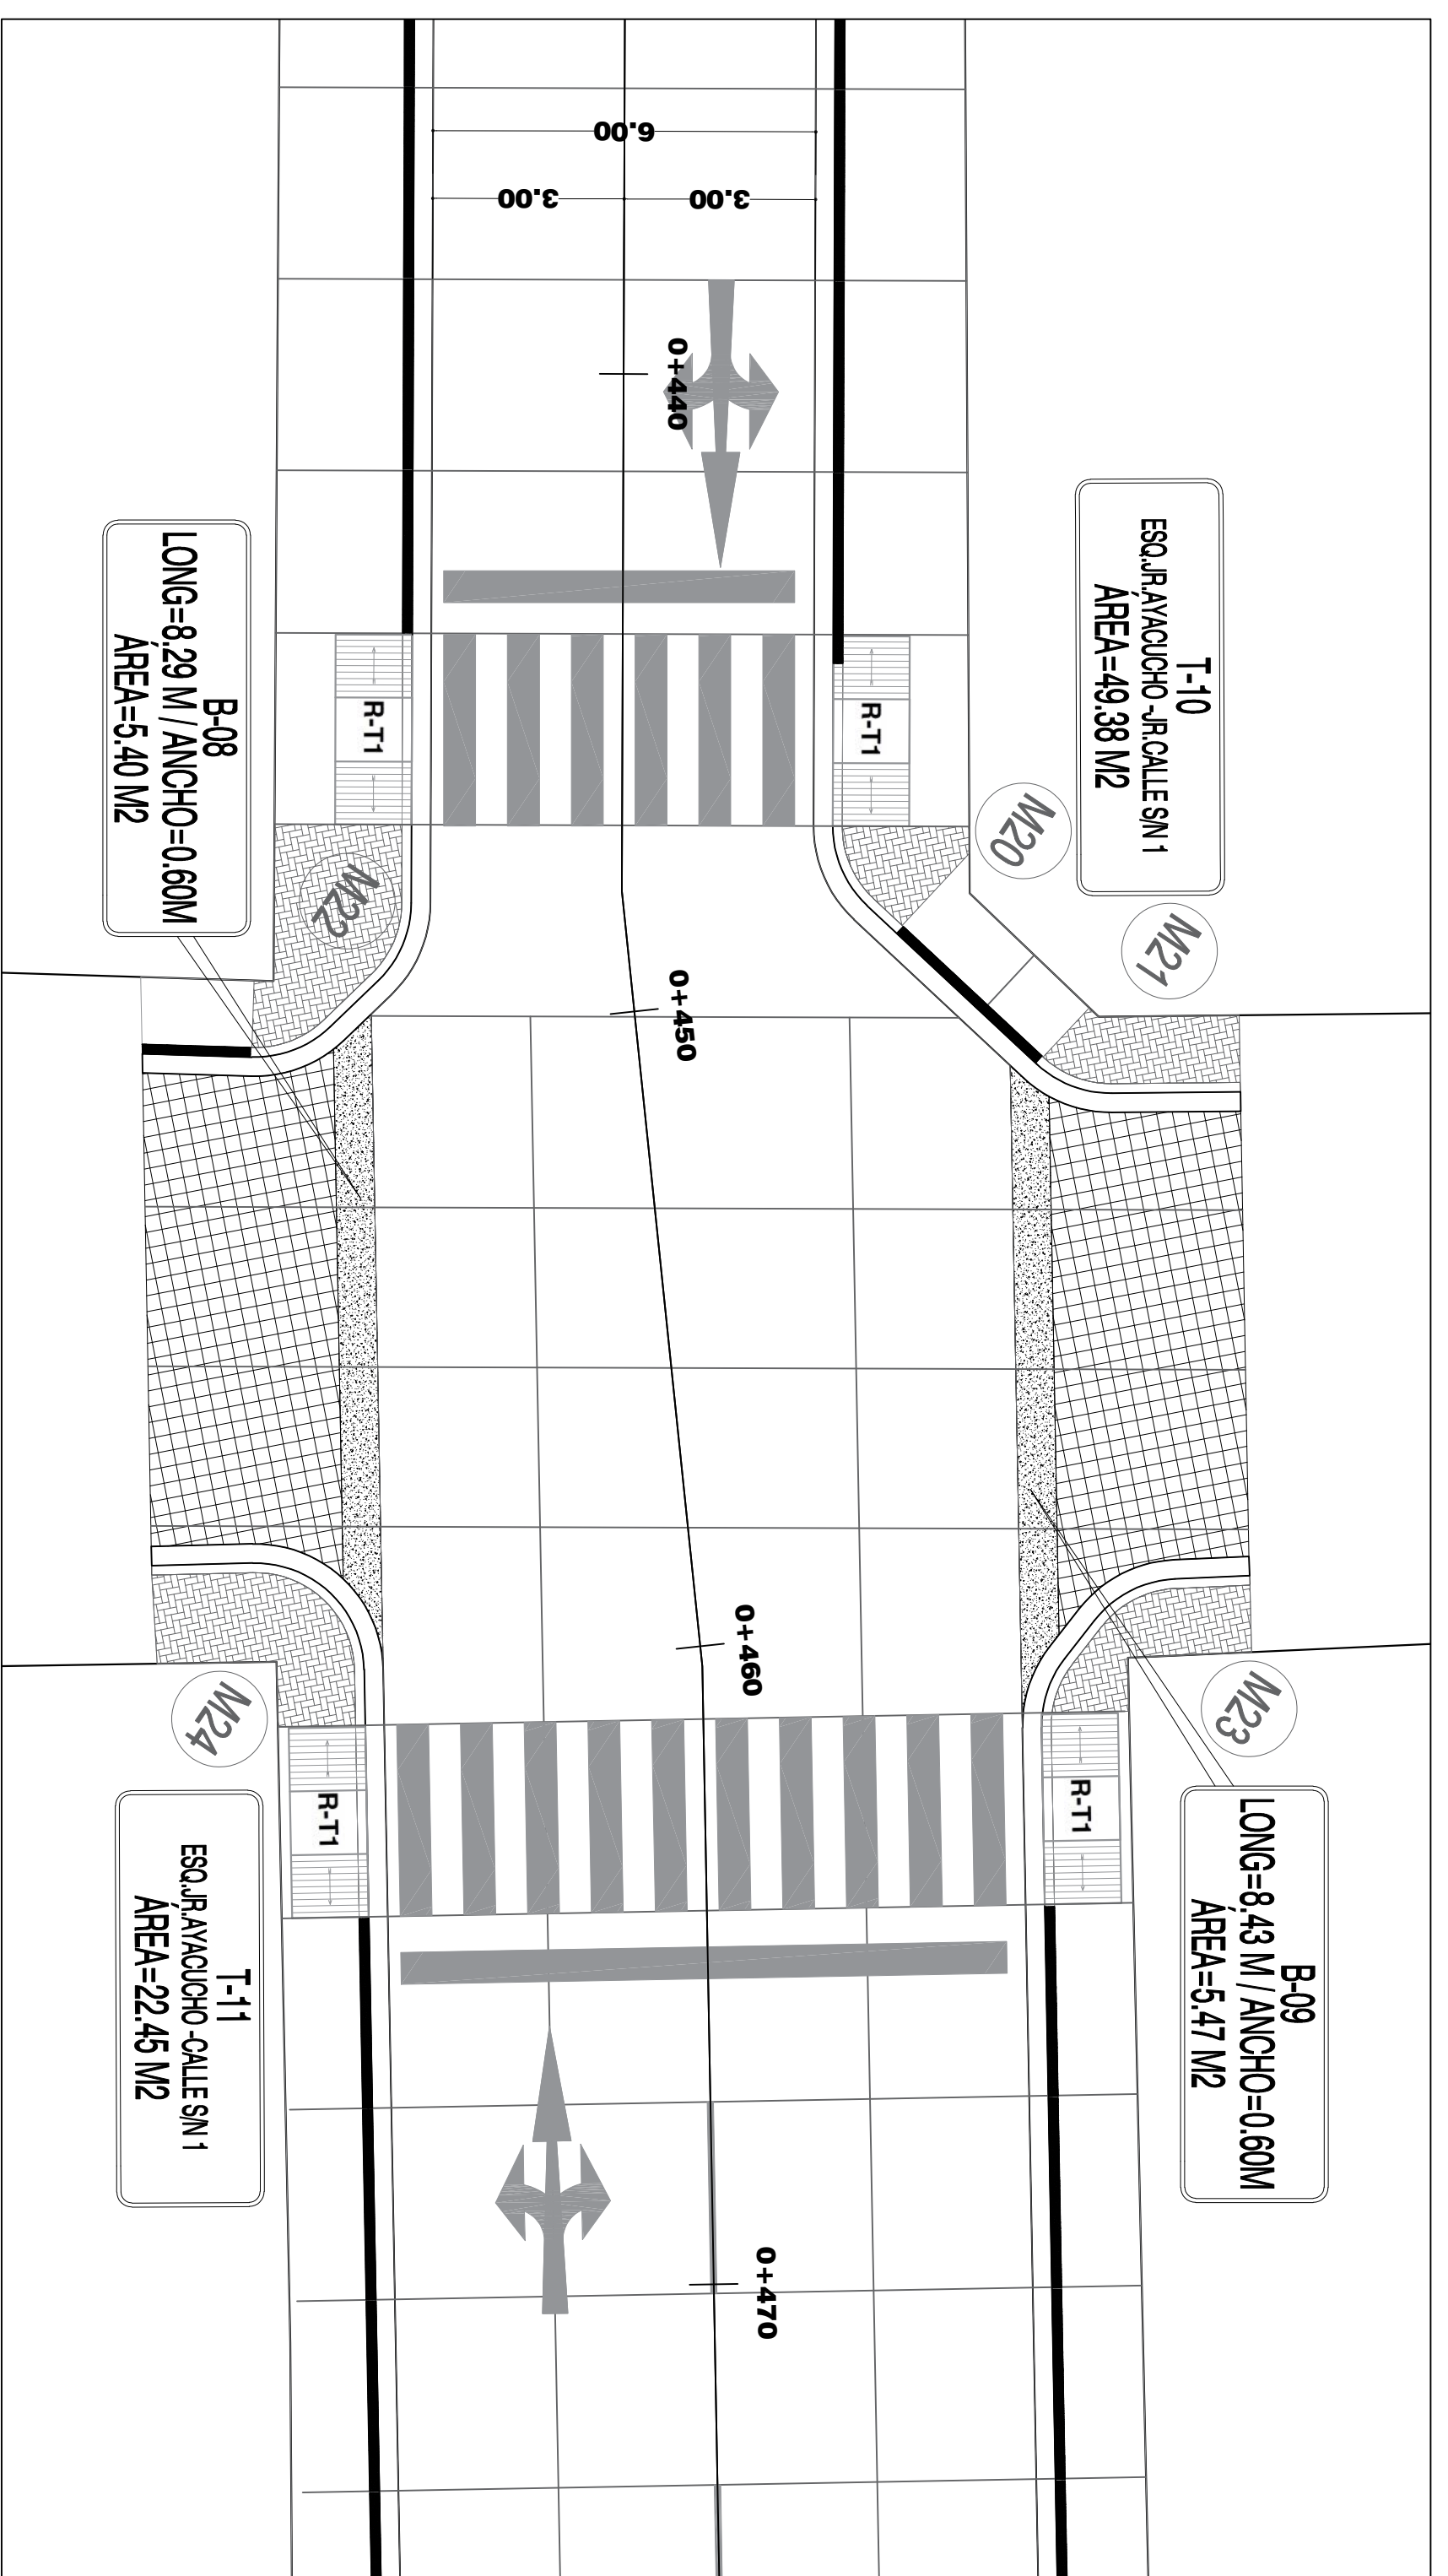 6.00
3.00
3.00
0+440
T-10
ESQ.JR.AYACUCHO -JR.CALLE S/N 1
ÁREA=49.38 M2
B-08
LONG=8.29 M / ANCHO=0.60M
ÁREA=5.40 M2
R-T1
R-T1
M20
M22
M21
0+450
0+460
M24
M23
R-T1
R-T1
T-11
ESQ.JR.AYACUCHO -CALLE S/N 1
ÁREA=22.45 M2
B-09
LONG=8.43 M / ANCHO=0.60M
ÁREA=5.47 M2
0+470